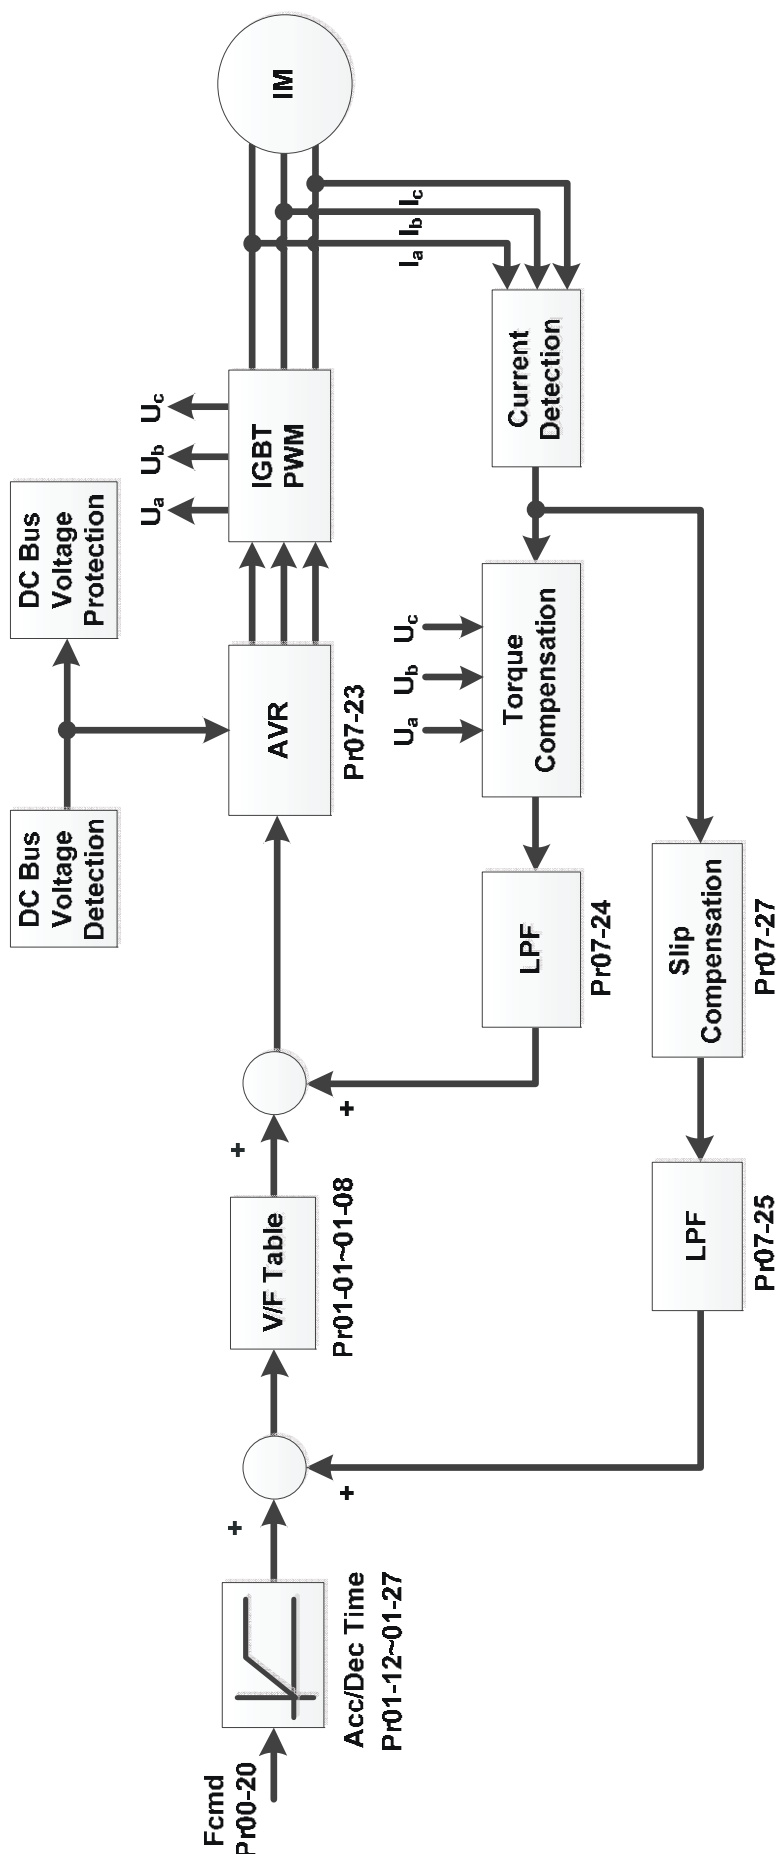 Fcmd
Pr00-20
Acc/Dec Time
Pr01-12~01-27
+
+
V/F Table
Pr01-01~01-08
+
+
DC Bus
Voltage
Detection
DC Bus
Voltage
Protection
AVR
Pr07-23
IGBT
PWM
Ua
Ub
Uc
IM
Ia
Ib
Ic
Current
Detection
Torque
Compensation
Ua
Ub
Uc
LPF
Pr07-24
Slip
Compensation
Pr07-27
LPF
Pr07-25